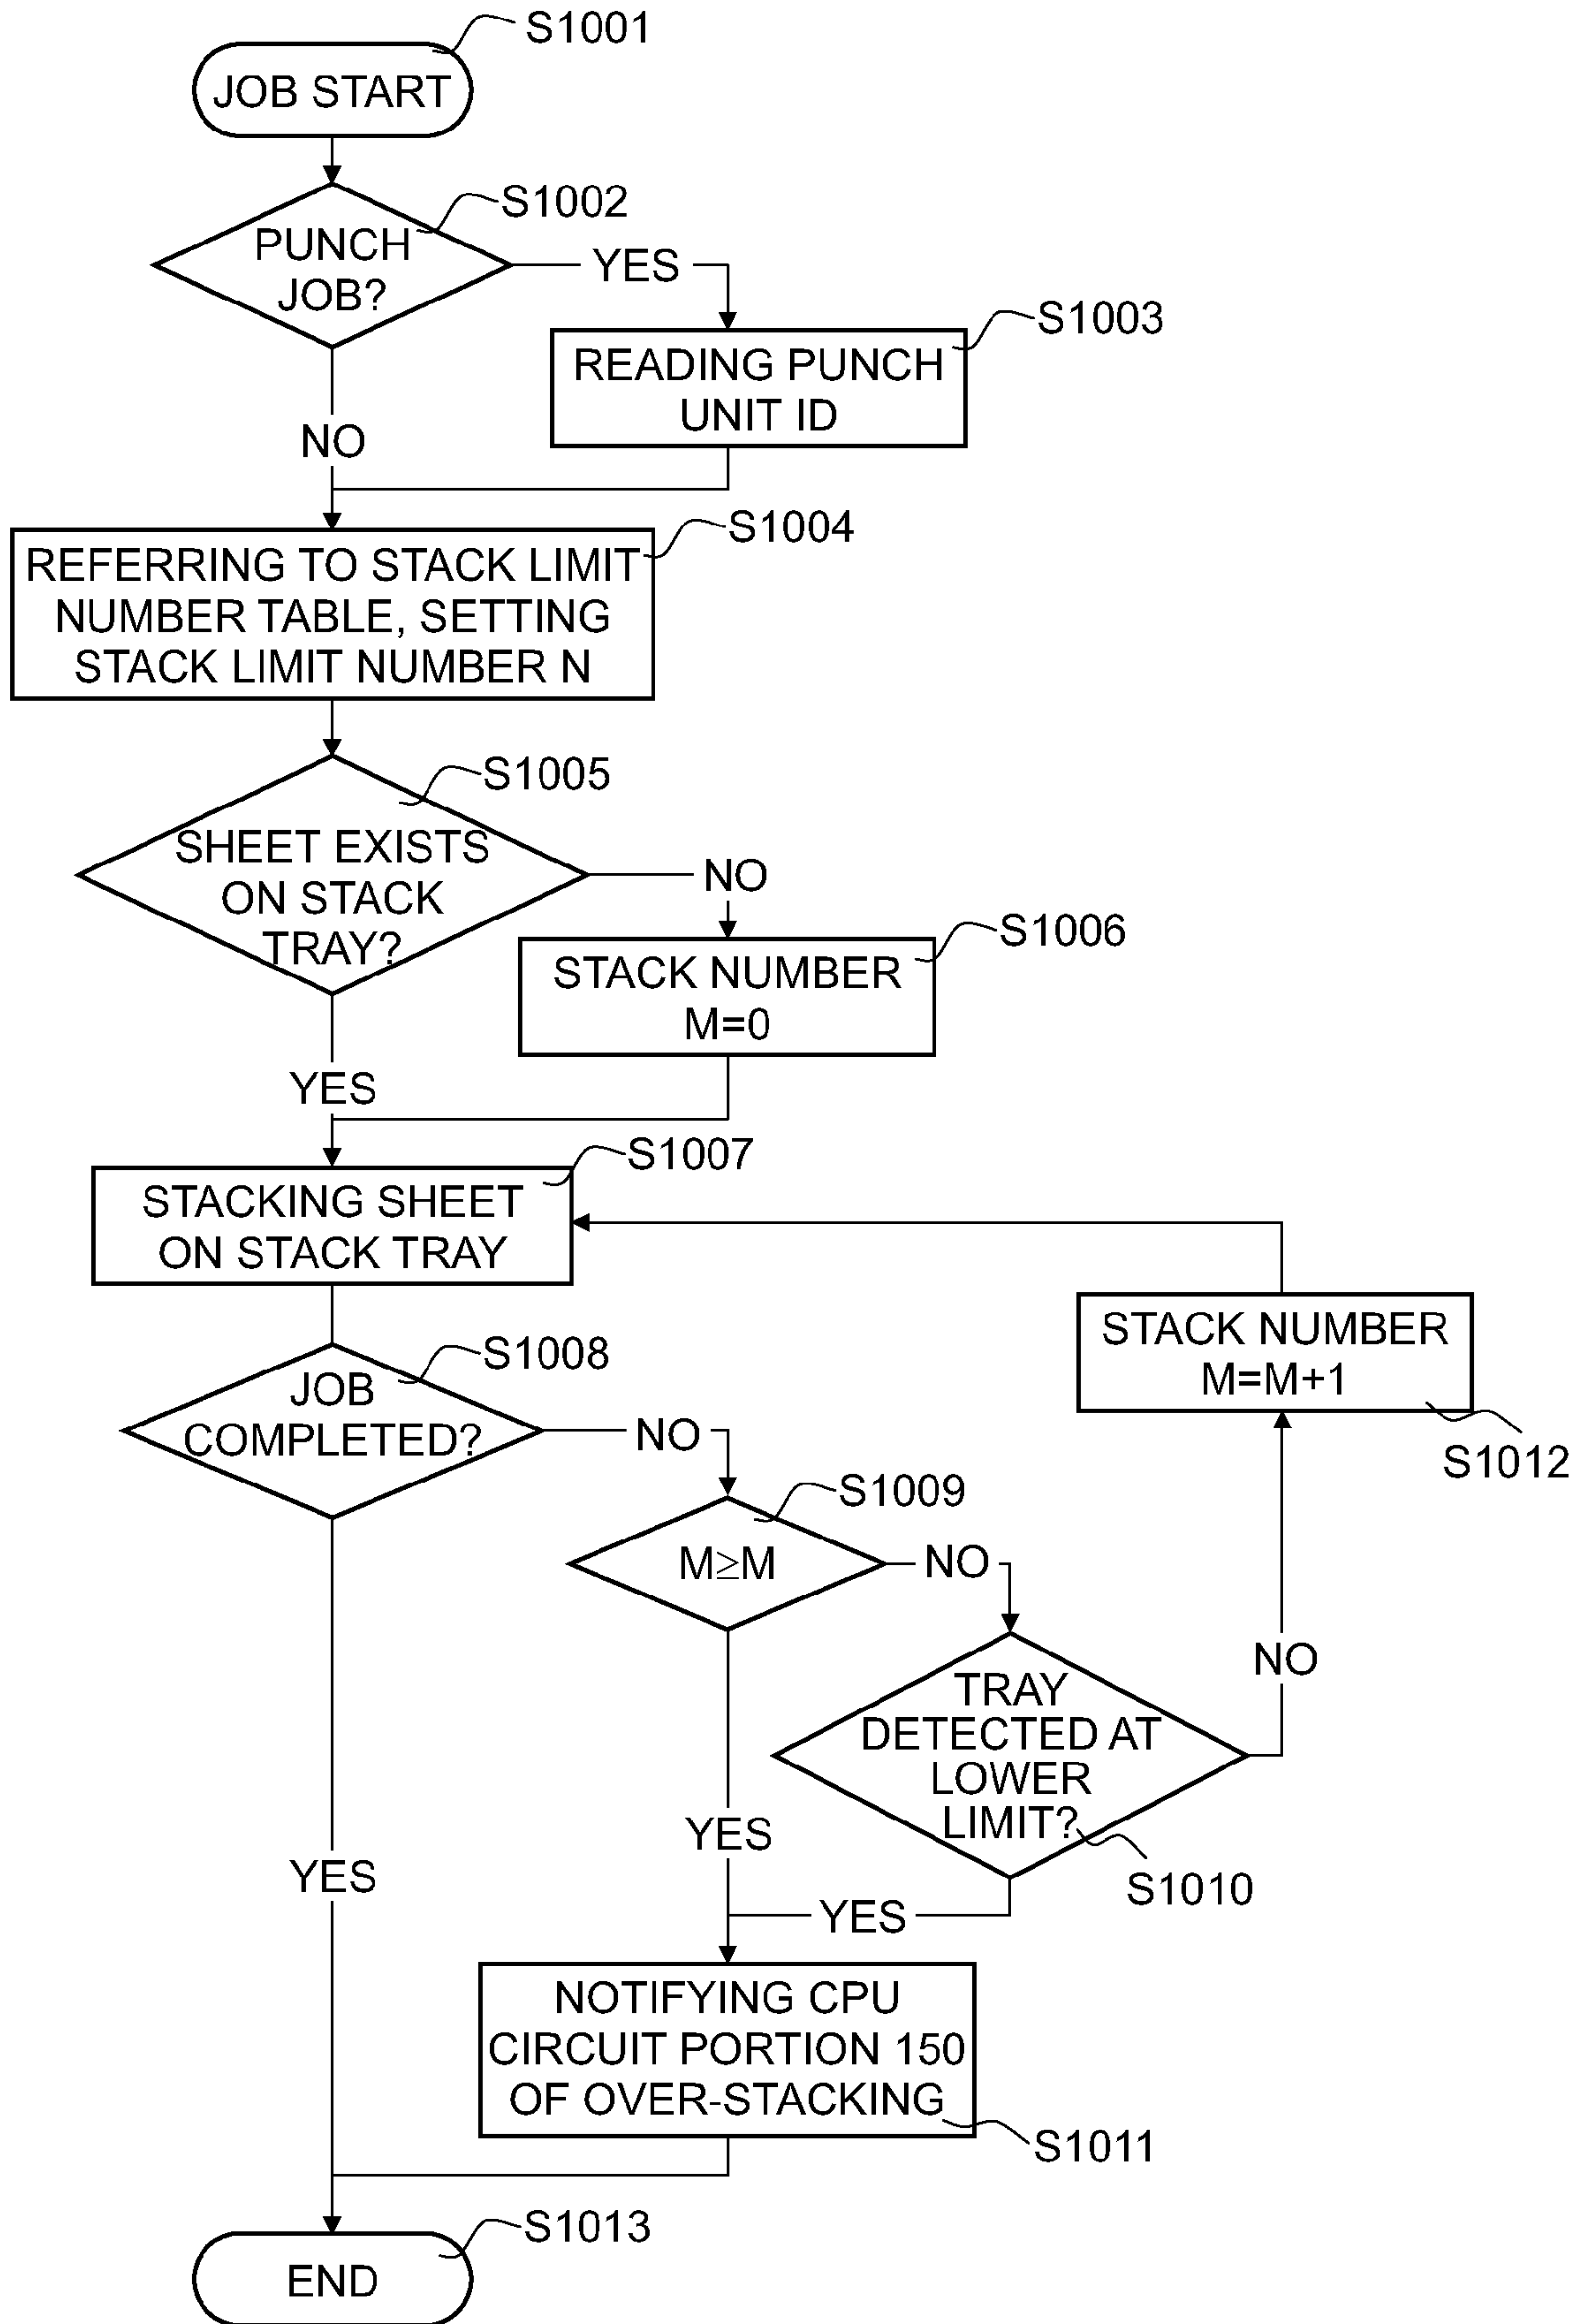 S1001
JOB START
S1002
PUNCH
JOB?
YES
S1003
READING PUNCH
UNIT ID
NO
S1004
REFERRING TO STACK LIMIT
NUMBER TABLE, SETTING
STACK LIMIT NUMBER N
S1005
SHEET EXISTS
ON STACK
TRAY?
NO
S1006
STACK NUMBER
M=0
YES
S1007
STACKING SHEET
ON STACK TRAY
STACK NUMBER
M=M+1
S1012
S1008
JOB
COMPLETED?
NO
S1009
M≥M
NO
TRAY
DETECTED AT
LOWER
LIMIT?
NO
S1010
YES
YES
YES
NOTIFYING CPU
CIRCUIT PORTION 150
OF OVER-STACKING
S1011
S1013
END